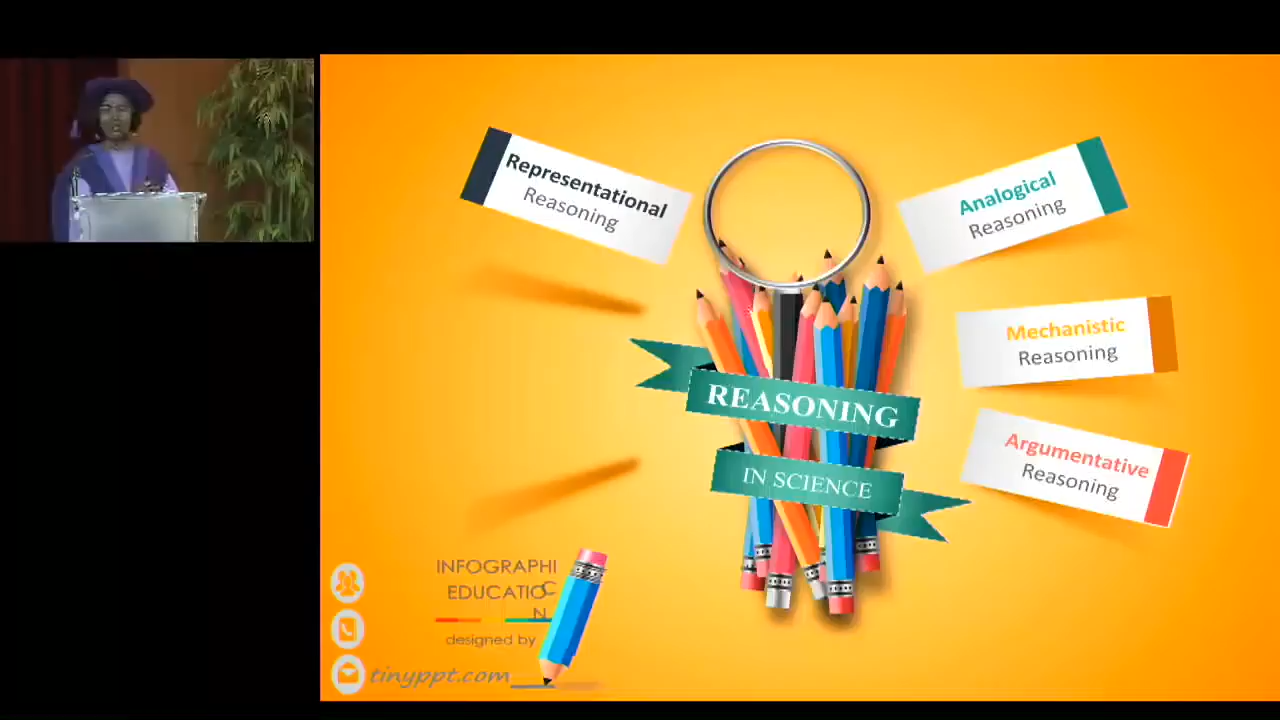 Representational
Reasoning
Analogical
Reasoning
Mechanistic
Reasoning
Argumentative
Reasoning
REASONING
IN SCIENCE
INFOGRAPHI
C
EDUCATIO
N
designed by
tinyppt.com